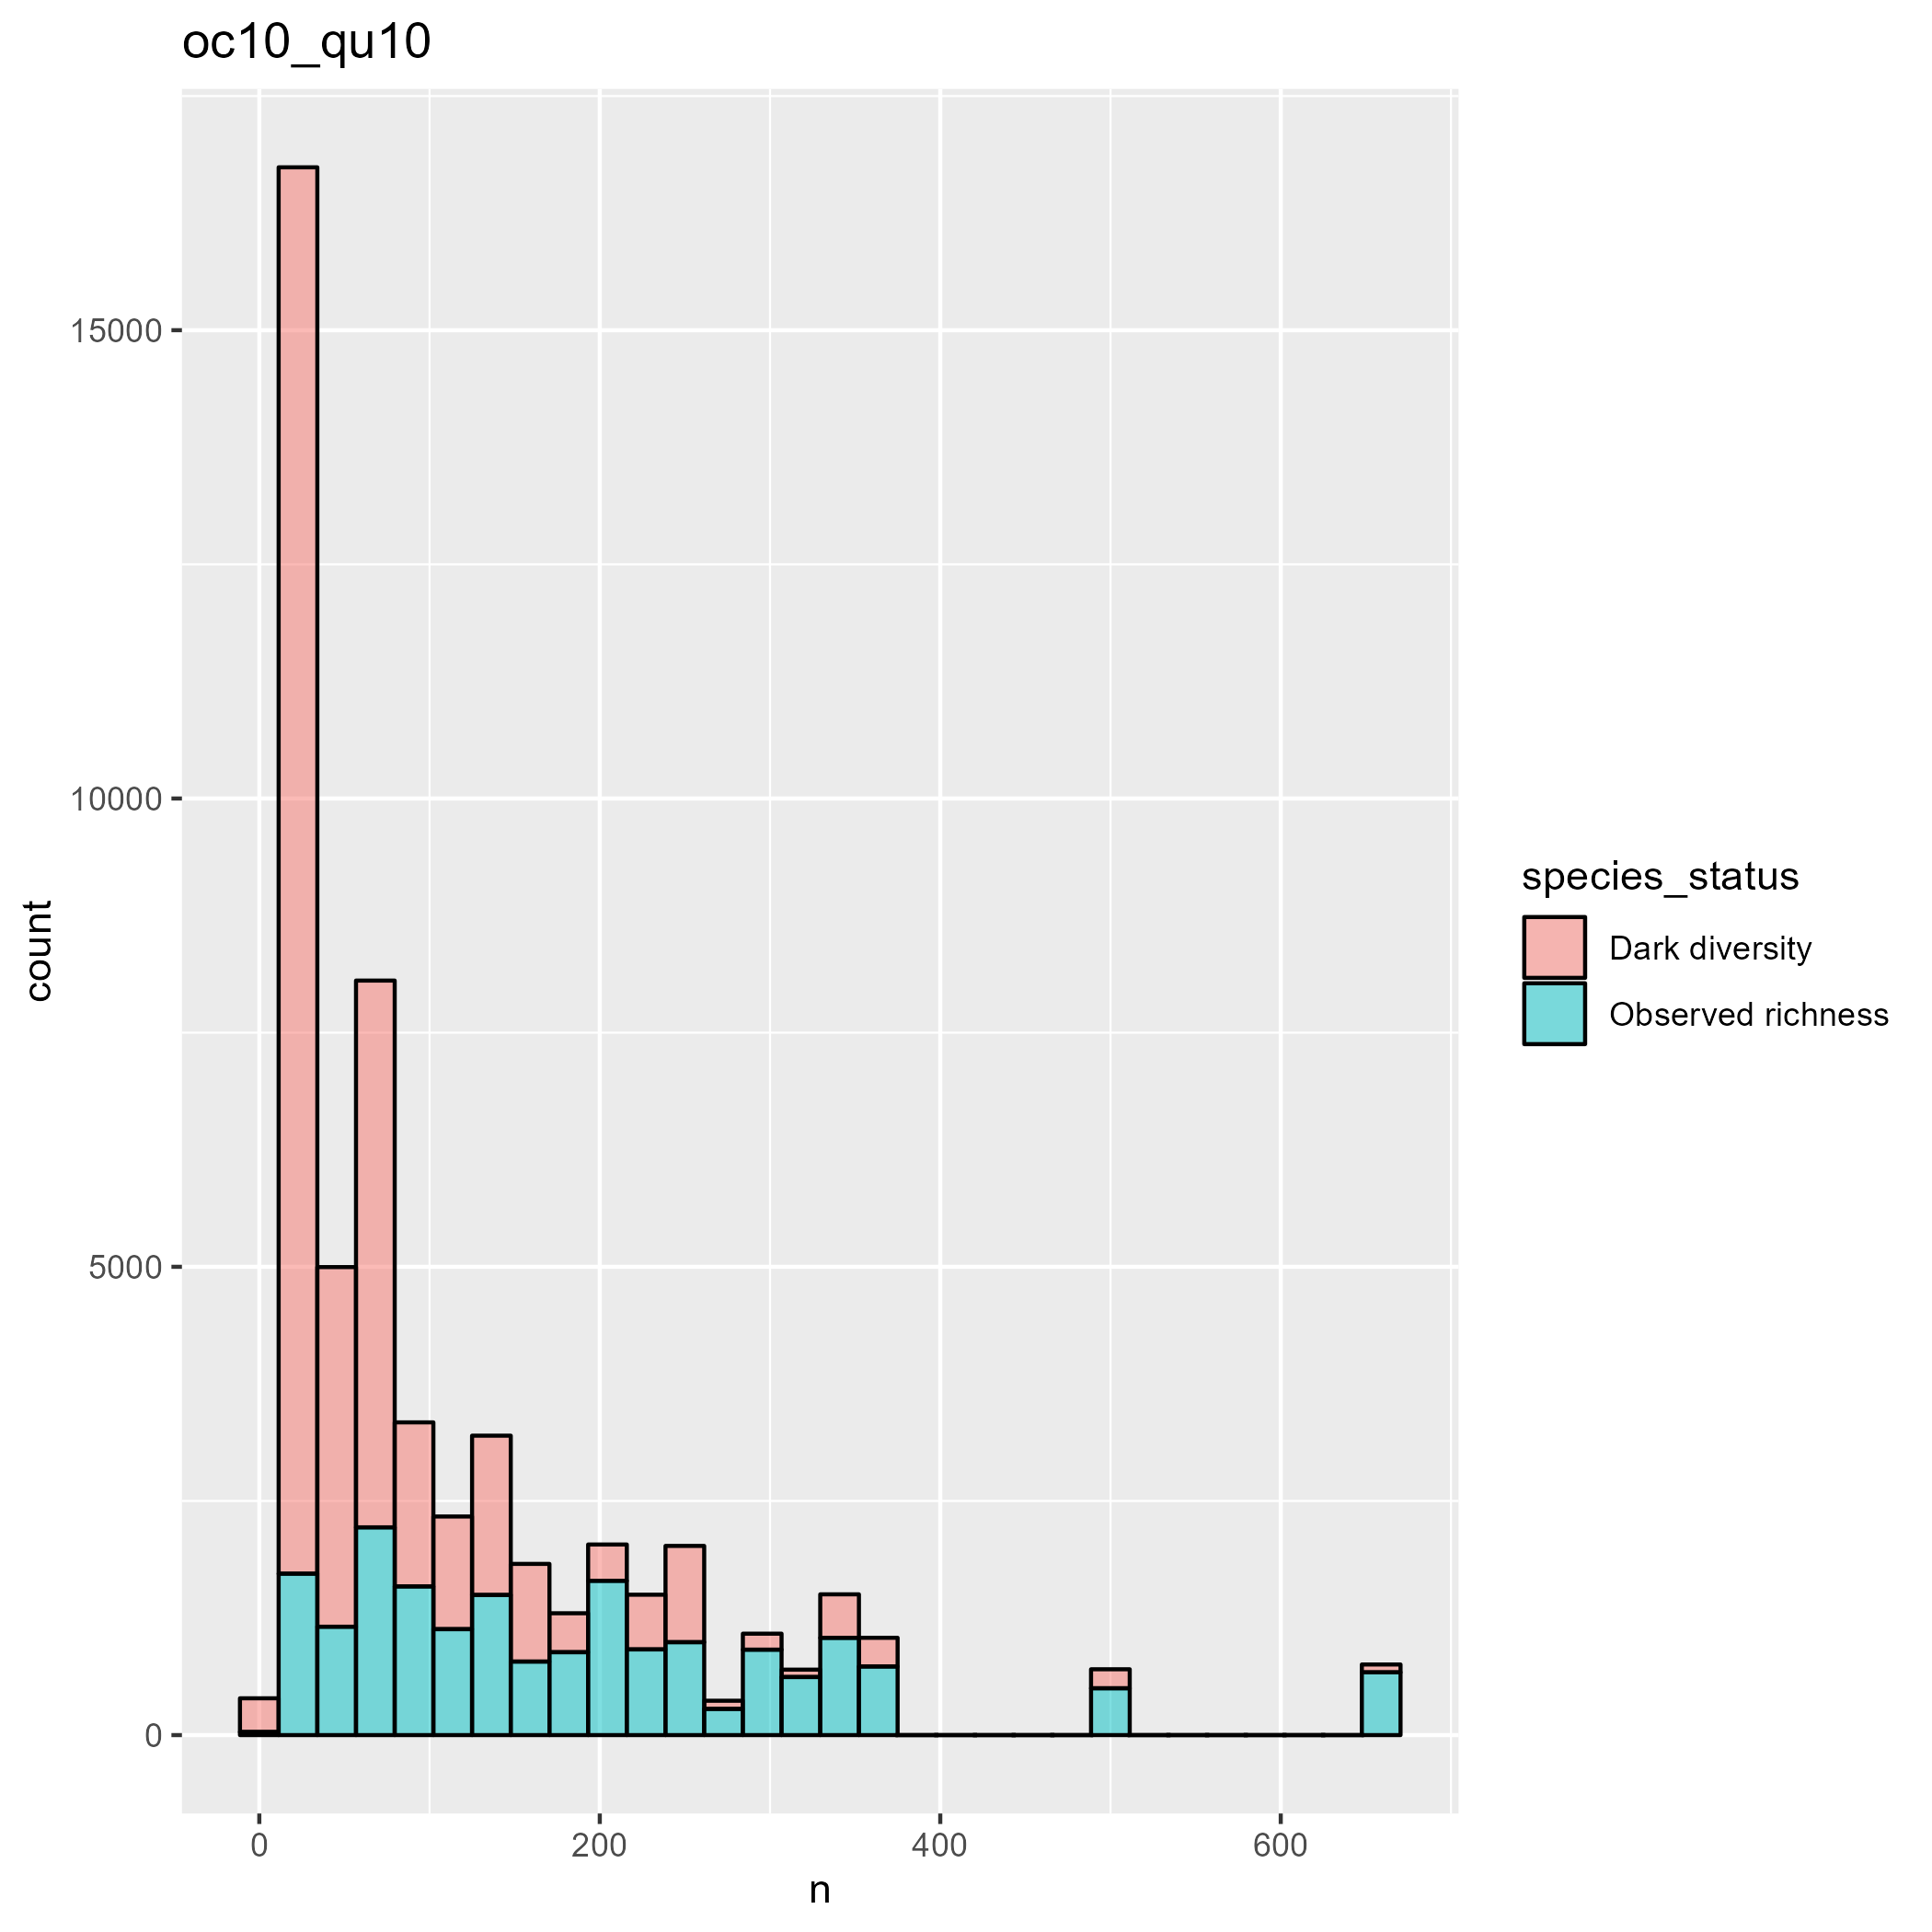 oc10_qu10
15000
10000
5000
0
count
0 200 400 600
n
species_status
Dark diversity
Observed richness